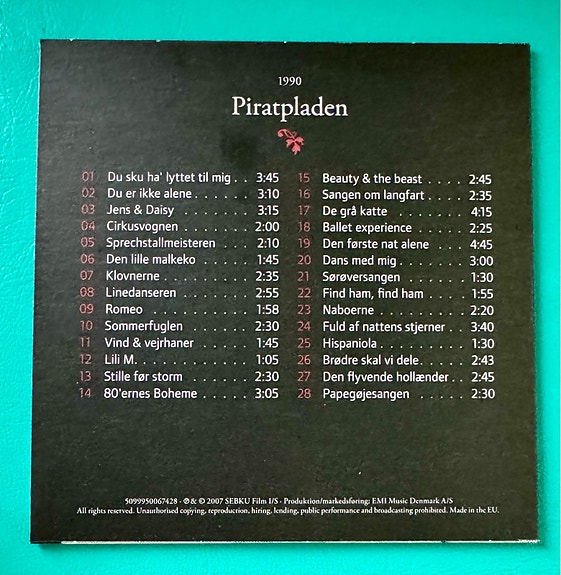 1990
Piratpladen
01 Du sku ha' lyttet til mig . . 3:45
02 Du er ikke alene . . . . . . . . 3:10
03 Jens & Daisy . . . . . . . . . . 3:15
04 Cirkusvognen . . . . . . . . . 2:00
05 Sprechstallmeisteren . . . . 2:10
06 Den lille malkeko . . . . . . . 1:45
07 Klovnerne . . . . . . . . . . . . 2:35
08 Linedanseren . . . . . . . . . 2:55
09 Romeo . . . . . . . . . . . . . . 1:58
10 Sommerfuglen . . . . . . . . 2:30
11 Vind & vejrhaner . . . . . . . 1:45
12 Lili M. . . . . . . . . . . . . . . 1:05
13 Stille før storm . . . . . . . . 2:30
14 80'ernes Boheme . . . . . . . 3:05
15 Beauty & the beast . . . . . 2:45
16 Sangen om langfart . . . . . 2:35
17 De grå katte . . . . . . . . . . 4:15
18 Ballet experience . . . . . . . 2:25
19 Den første nat alene . . . . . 4:45
20 Dans med mig . . . . . . . . . 3:00
21 Sørøversangen . . . . . . . . 1:30
22 Find ham, find ham . . . . . 1:55
23 Naboerne . . . . . . . . . . . . 2:20
24 Fuld af nattens stjerner . . . 3:40
25 Hispaniola . . . . . . . . . . . . 1:30
26 Brødre skal vi dele. . . . . . . 2:43
27 Den flyvende hollænder . . 2:45
28 Papegøjesangen . . . . . . . 2:30
5099950067428 · ℗ & © 2007 SEBKU Film I/S · Produktion/markedsføring: EMI Music Denmark A/S
All rights reserved. Unauthorised copying, reproduction, hiring, lending, public performance and broadcasting prohibited. Made in the EU.